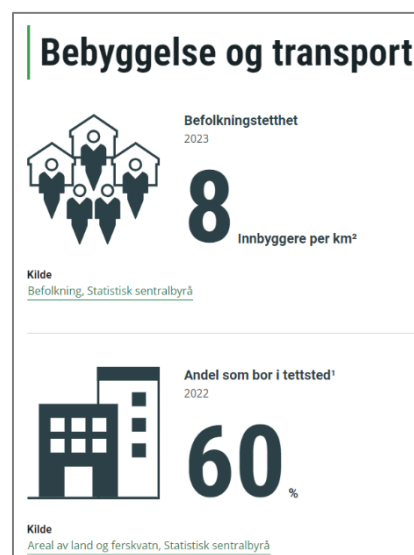 Bebyggelse og transport
Befolkningstetthet
2023
8 Innbyggere per km²
Kilde
Befolkning, Statistisk sentralbyrå
Andel som bor i tettsted¹
2022
60 %
Kilde
Areal av land og ferskvatn, Statistisk sentralbyrå